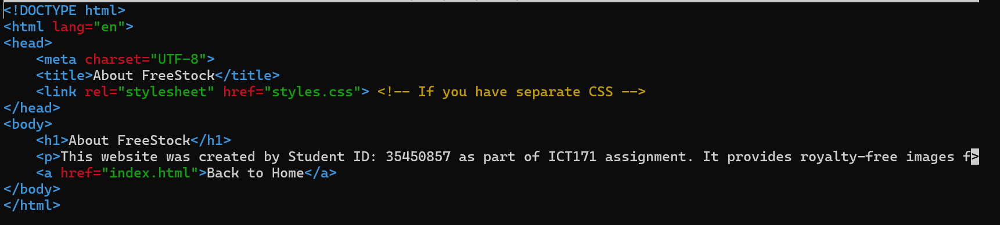 <!DOCTYPE html>
<html lang="en">
<head>
    <meta charset="UTF-8">
    <title>About FreeStock</title>
    <link rel="stylesheet" href="styles.css"> <!-- If you have separate CSS -->
</head>
<body>
    <h1>About FreeStock</h1>
    <p>This website was created by Student ID: 35450857 as part of ICT171 assignment. It provides royalty-free images f>
    <a href="index.html">Back to Home</a>
</body>
</html>